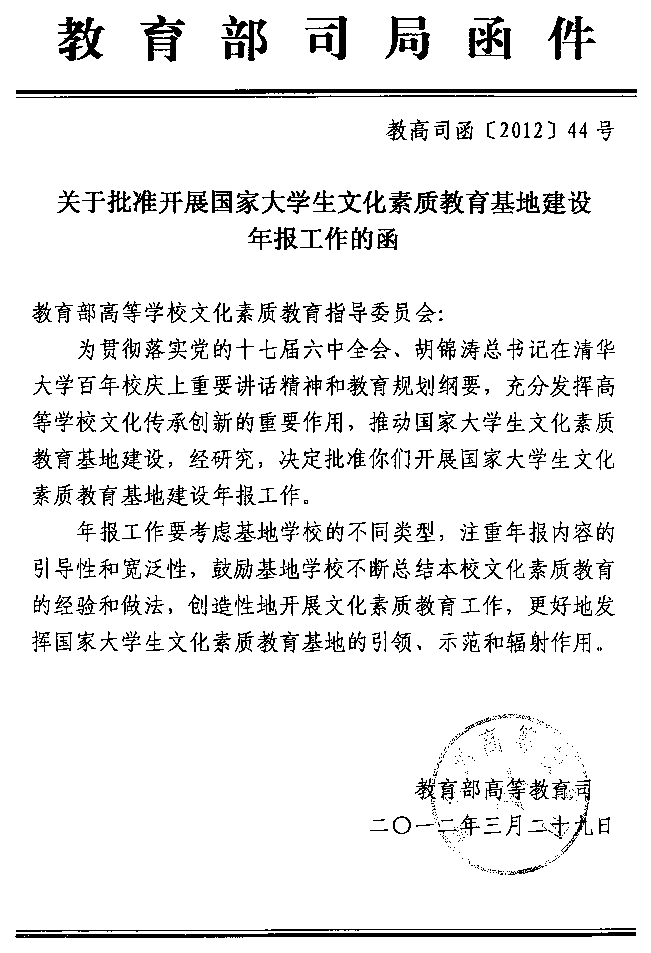 教育部司局函件
教高司函〔2012〕44号
关于批准开展国家大学生文化素质教育基地建设
年报工作的函
教育部高等学校文化素质教育指导委员会：
为贯彻落实党的十七届六中全会、胡锦涛总书记在清华
大学百年校庆上重要讲话精神和教育规划纲要，充分发挥高
等学校文化传承创新的重要作用，推动国家大学生文化素质
教育基地建设，经研究，决定批准你们开展国家大学生文化
素质教育基地建设年报工作。
年报工作要考虑基地学校的不同类型，注重年报内容的
引导性和宽泛性，鼓励基地学校不断总结本校文化素质教育
的经验和做法，创造性地开展文化素质教育工作，更好地发
挥国家大学生文化素质教育基地的引领、示范和辐射作用。
高等
教育部高等教育司
二〇一二年三月二十九日